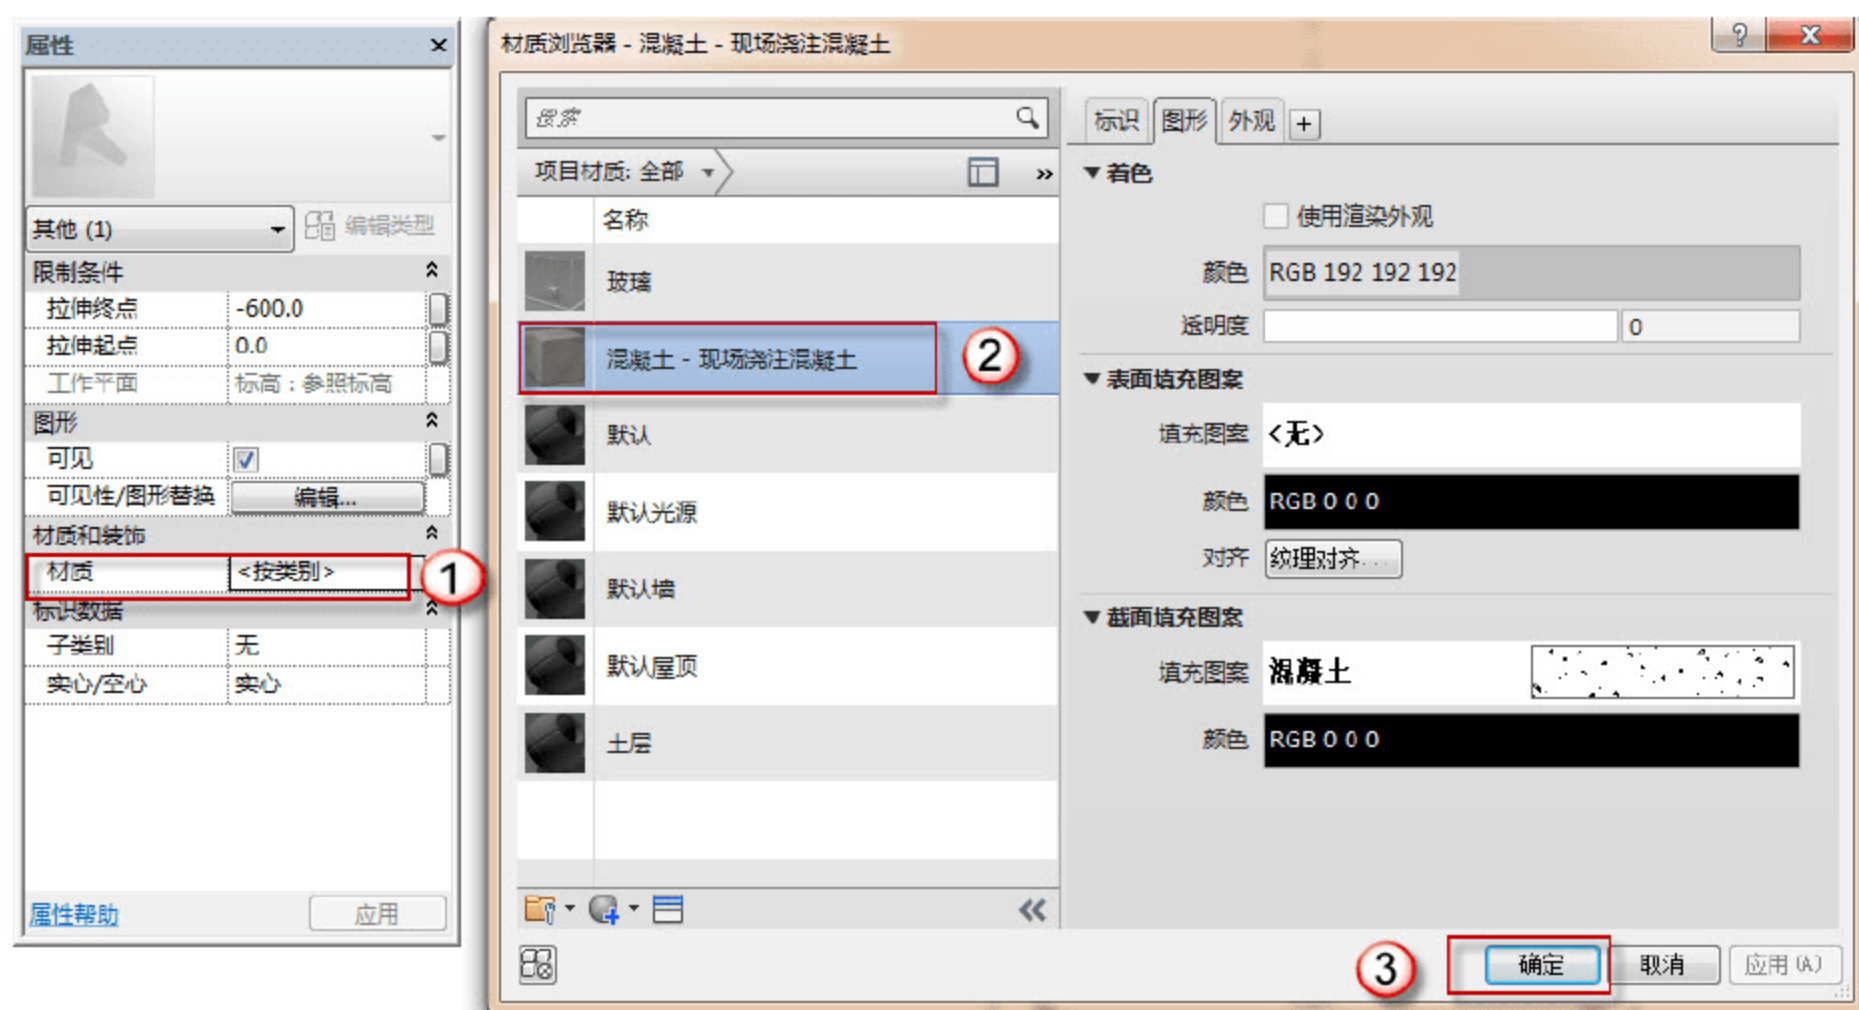 属性
其他 (1)
编辑类型
限制条件
拉伸终点 -600.0
拉伸起点 0.0
工作平面 标高 : 参照标高
图形
可见
可见性/图形替换 编辑...
材质和装饰
材质 <按类别>
1
标识数据
子类别 无
实心/空心 实心
属性帮助
应用
材质浏览器 - 混凝土 - 现场浇注混凝土
?
搜索
项目材质: 全部
»
名称
玻璃
混凝土 - 现场浇注混凝土
2
默认
默认光源
默认墙
默认屋顶
土层
标识 图形 外观 +
▼着色
使用渲染外观
颜色 RGB 192 192 192
透明度 0
▼表面填充图案
填充图案 <无>
颜色 RGB 0 0 0
对齐 纹理对齐...
▼截面填充图案
填充图案 混凝土
颜色 RGB 0 0 0
3
确定 取消 应用 (A)